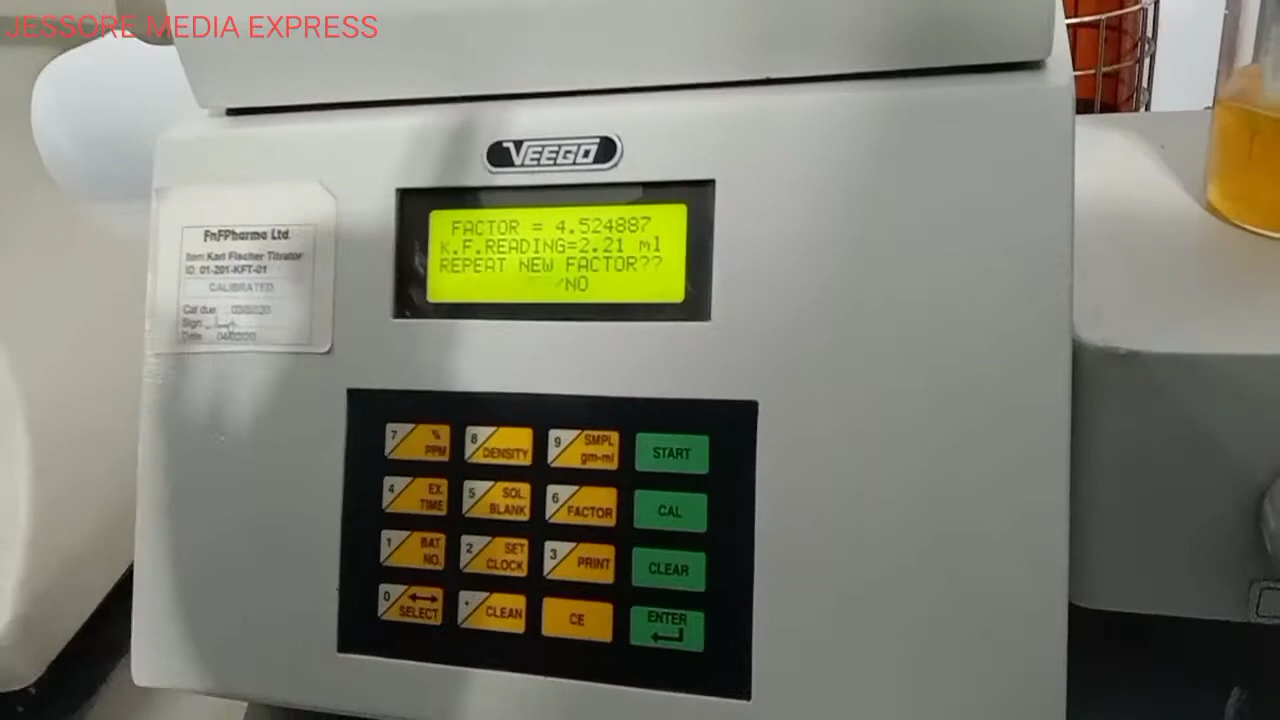 JESSORE MEDIA EXPRESS
VEEGO
FACTOR = 4.524887
K.F.READING=2.21 ml
REPEAT NEW FACTOR??
/NO
FnFPharma Ltd.
Item: Karl Fischer Titrator
ID: 01-201-KFT-01
CALIBRATED
Cal due
Sign:
Date
7 % PPM
8 DENSITY
9 SMPL gm-ml
START
4 EX. TIME
5 SOL. BLANK
6 FACTOR
CAL
1 BAT. NO.
2 SET CLOCK
3 PRINT
CLEAR
0 SELECT
. CLEAN
CE
ENTER